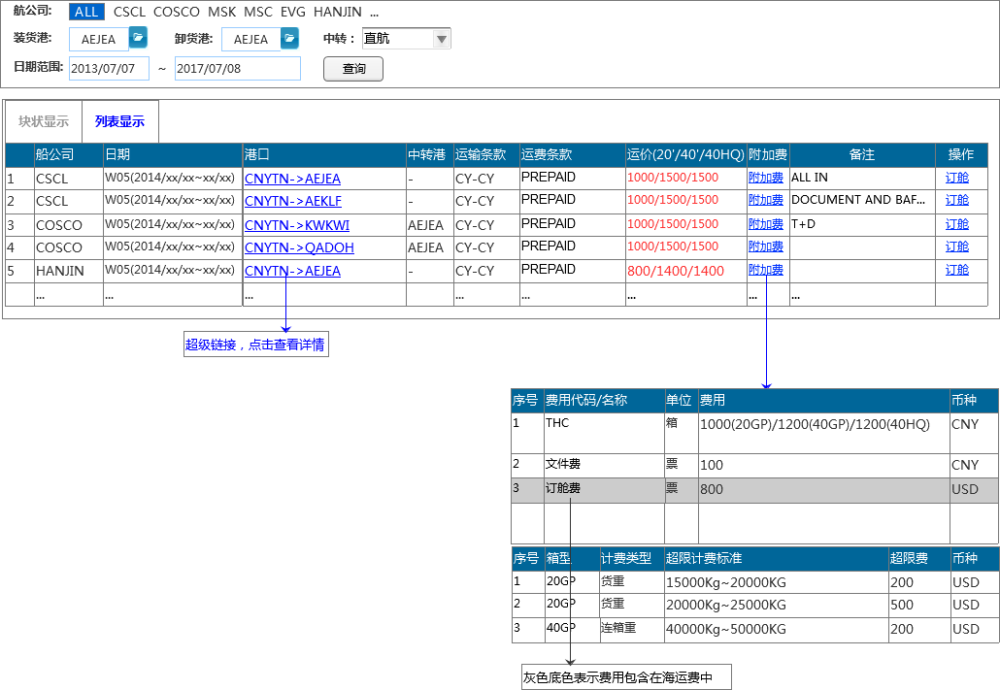 航公司: ALL CSCL COSCO MSK MSC EVG HANJIN ...
装货港: AEJEA 卸货港: AEJEA 中转： 直航
日期范围: 2013/07/07 ~ 2017/07/08 查询
块状显示 列表显示
船公司 日期 港口 中转港 运输条款 运费条款 运价(20'/40'/40HQ) 附加费 备注 操作
1 CSCL W05(2014/xx/xx~xx/xx) CNYTN->AEJEA - CY-CY PREPAID 1000/1500/1500 附加费 ALL IN 订舱
2 CSCL W05(2014/xx/xx~xx/xx) CNYTN->AEKLF - CY-CY PREPAID 1000/1500/1500 附加费 DOCUMENT AND BAF... 订舱
3 COSCO W05(2014/xx/xx~xx/xx) CNYTN->KWKWI AEJEA CY-CY PREPAID 1000/1500/1500 附加费 T+D 订舱
4 COSCO W05(2014/xx/xx~xx/xx) CNYTN->QADOH AEJEA CY-CY PREPAID 1000/1500/1500 附加费 订舱
5 HANJIN W05(2014/xx/xx~xx/xx) CNYTN->AEJEA - CY-CY PREPAID 800/1400/1400 附加费 订舱
... ... ... ... ... ... ... ...
超级链接，点击查看详情
序号 费用代码/名称 单位 费用 币种
1 THC 箱 1000(20GP)/1200(40GP)/1200(40HQ) CNY
2 文件费 票 100 CNY
3 订舱费 票 800 USD
序号 箱型 计费类型 超限计费标准 超限费 币种
1 20GP 货重 15000Kg~20000KG 200 USD
2 20GP 货重 20000Kg~25000KG 500 USD
3 40GP 连箱重 40000Kg~50000KG 200 USD
灰色底色表示费用包含在海运费中